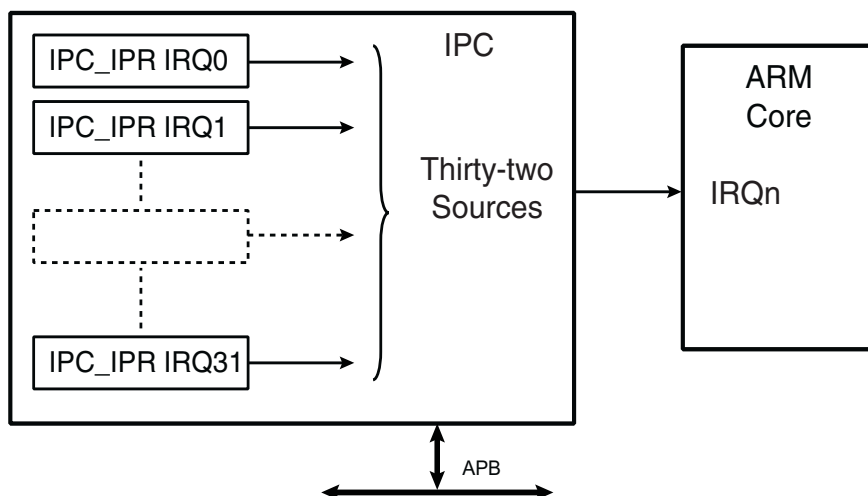 IPC_IPR IRQ0
IPC_IPR IRQ1
IPC_IPR IRQ31
IPC
Thirty-two
Sources
ARM
Core
IRQn
APB